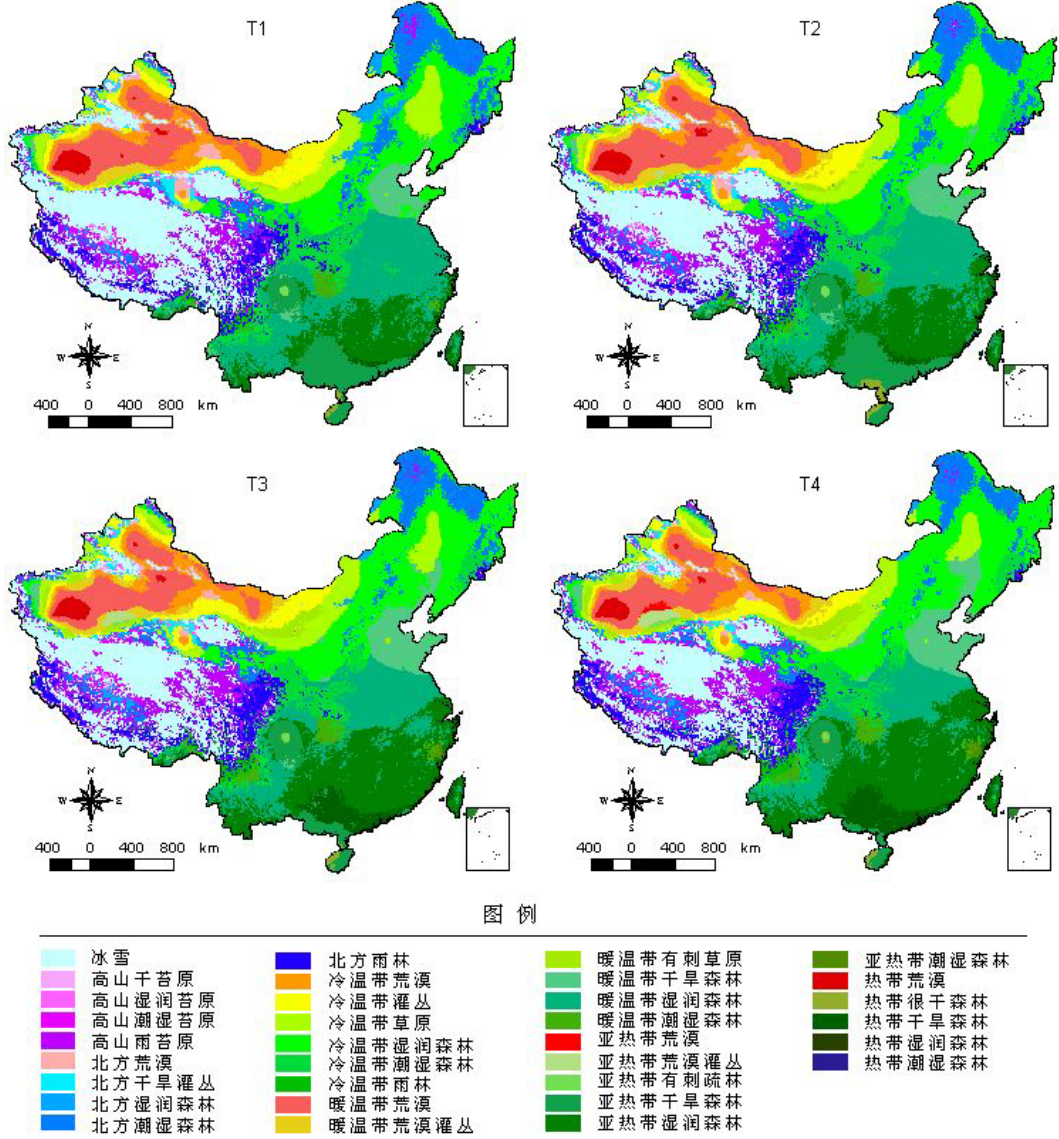 T1
T2
N
W E
S
400 0 400 800 km
N
W E
S
400 0 400 800 km
T3
T4
N
W E
S
400 0 400 800 km
N
W E
S
400 0 400 800 km
图 例
冰雪
高山干苔原
高山湿润苔原
高山潮湿苔原
高山雨苔原
北方荒漠
北方干旱灌丛
北方湿润森林
北方潮湿森林
北方雨林
冷温带荒漠
冷温带灌丛
冷温带草原
冷温带湿润森林
冷温带潮湿森林
冷温带雨林
暖温带荒漠
暖温带荒漠灌丛
暖温带有刺草原
暖温带干旱森林
暖温带湿润森林
暖温带潮湿森林
亚热带荒漠
亚热带荒漠灌丛
亚热带有刺疏林
亚热带干旱森林
亚热带湿润森林
亚热带潮湿森林
热带荒漠
热带很干森林
热带干旱森林
热带湿润森林
热带潮湿森林